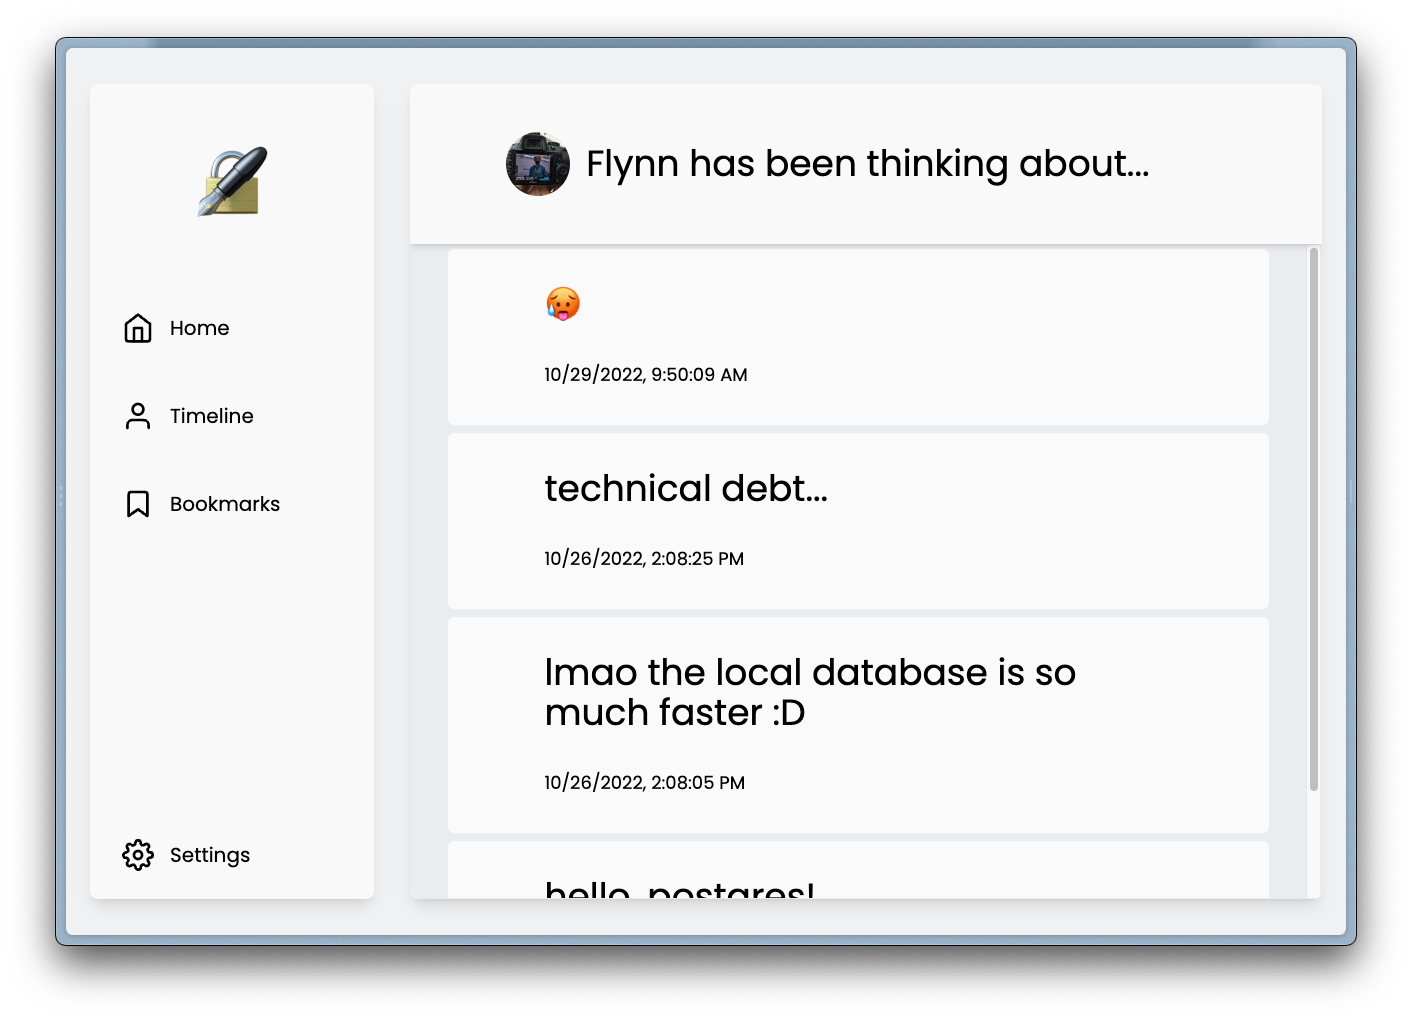 Flynn has been thinking about...
Home
Timeline
Bookmarks
Settings
🥵
10/29/2022, 9:50:09 AM
technical debt...
10/26/2022, 2:08:25 PM
lmao the local database is so
much faster :D
10/26/2022, 2:08:05 PM
hello, postgres!